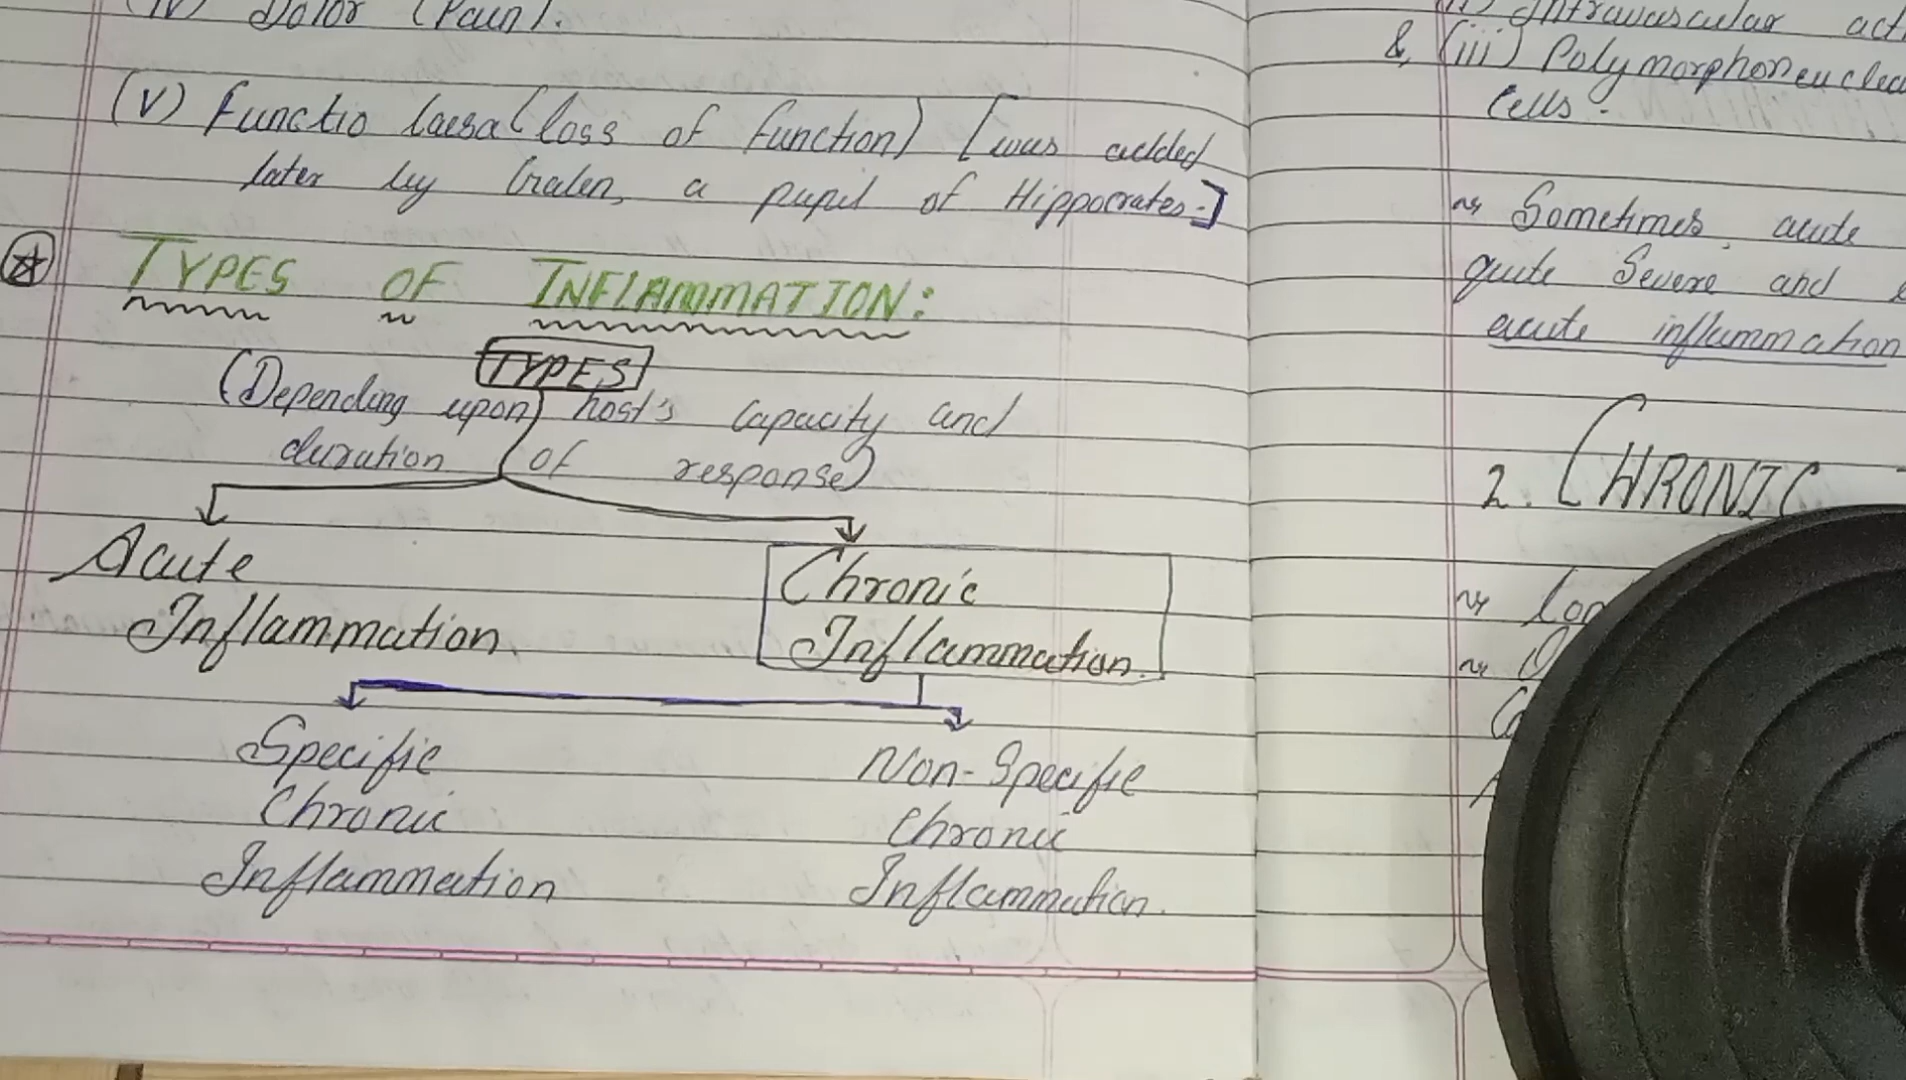 (iv) Dolor (Pain).
(v) Functio laesa (loss of function) [was added
later by Galen, a pupil of Hippocrates.]
TYPES OF INFLAMMATION:
TYPES
(Depending upon host's capacity and
duration of response)
Acute
Inflammation
Chronic
Inflammation
Specific
Chronic
Inflammation
Non-Specific
Chronic
Inflammation.
Intravascular
& (iii) Polymorphonuclea
Cells.
Sometimes, acute
quite severe and
acute inflammation
2. CHRONIC